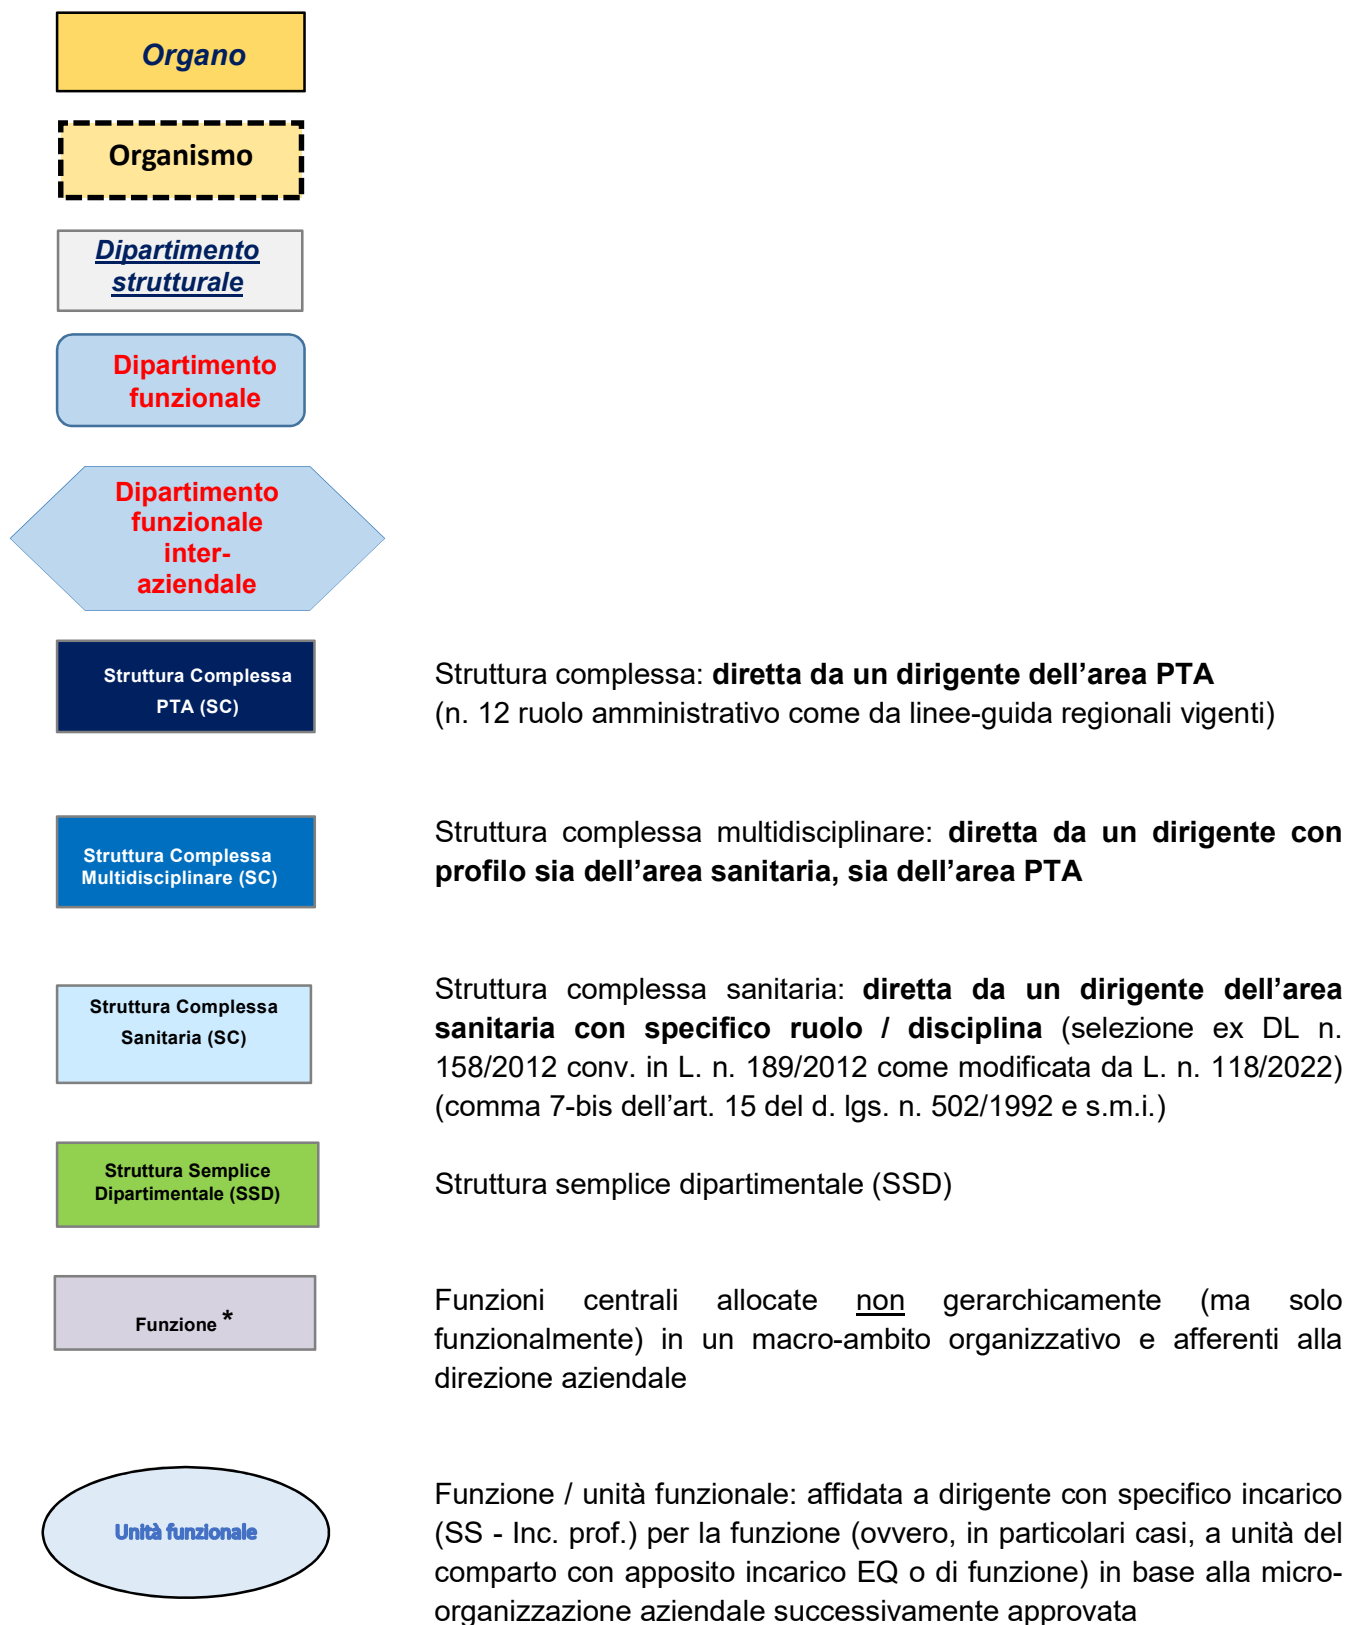 Organo
Organismo
Dipartimento
strutturale
Dipartimento
funzionale
Dipartimento
funzionale
inter-
aziendale
Struttura Complessa
PTA (SC)
Struttura complessa: diretta da un dirigente dell’area PTA
(n. 12 ruolo amministrativo come da linee-guida regionali vigenti)
Struttura Complessa
Multidisciplinare (SC)
Struttura complessa multidisciplinare: diretta da un dirigente con
profilo sia dell’area sanitaria, sia dell’area PTA
Struttura Complessa
Sanitaria (SC)
Struttura complessa sanitaria: diretta da un dirigente dell’area
sanitaria con specifico ruolo / disciplina (selezione ex DL n.
158/2012 conv. in L. n. 189/2012 come modificata da L. n. 118/2022)
(comma 7-bis dell’art. 15 del d. lgs. n. 502/1992 e s.m.i.)
Struttura Semplice
Dipartimentale (SSD)
Struttura semplice dipartimentale (SSD)
Funzione *
Funzioni centrali allocate non gerarchicamente (ma solo
funzionalmente) in un macro-ambito organizzativo e afferenti alla
direzione aziendale
Unità funzionale
Funzione / unità funzionale: affidata a dirigente con specifico incarico
(SS - Inc. prof.) per la funzione (ovvero, in particolari casi, a unità del
comparto con apposito incarico EQ o di funzione) in base alla micro-
organizzazione aziendale successivamente approvata